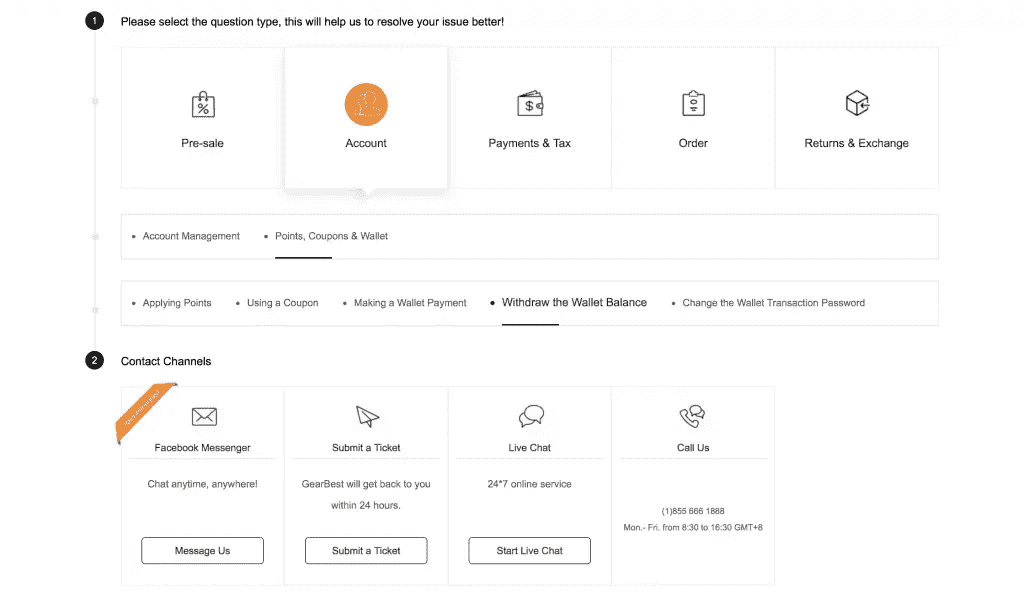 1 Please select the question type, this will help us to resolve your issue better!
Pre-sale
Account
Payments & Tax
Order
Returns & Exchange
• Account Management • Points, Coupons & Wallet
• Applying Points • Using a Coupon • Making a Wallet Payment • Withdraw the Wallet Balance • Change the Wallet Transaction Password
2 Contact Channels
Facebook Messenger
Chat anytime, anywhere!
Message Us
Submit a Ticket
GearBest will get back to you
within 24 hours.
Submit a Ticket
Live Chat
24*7 online service
Start Live Chat
Call Us
(1)855 666 1888
Mon.- Fri. from 8:30 to 16:30 GMT+8